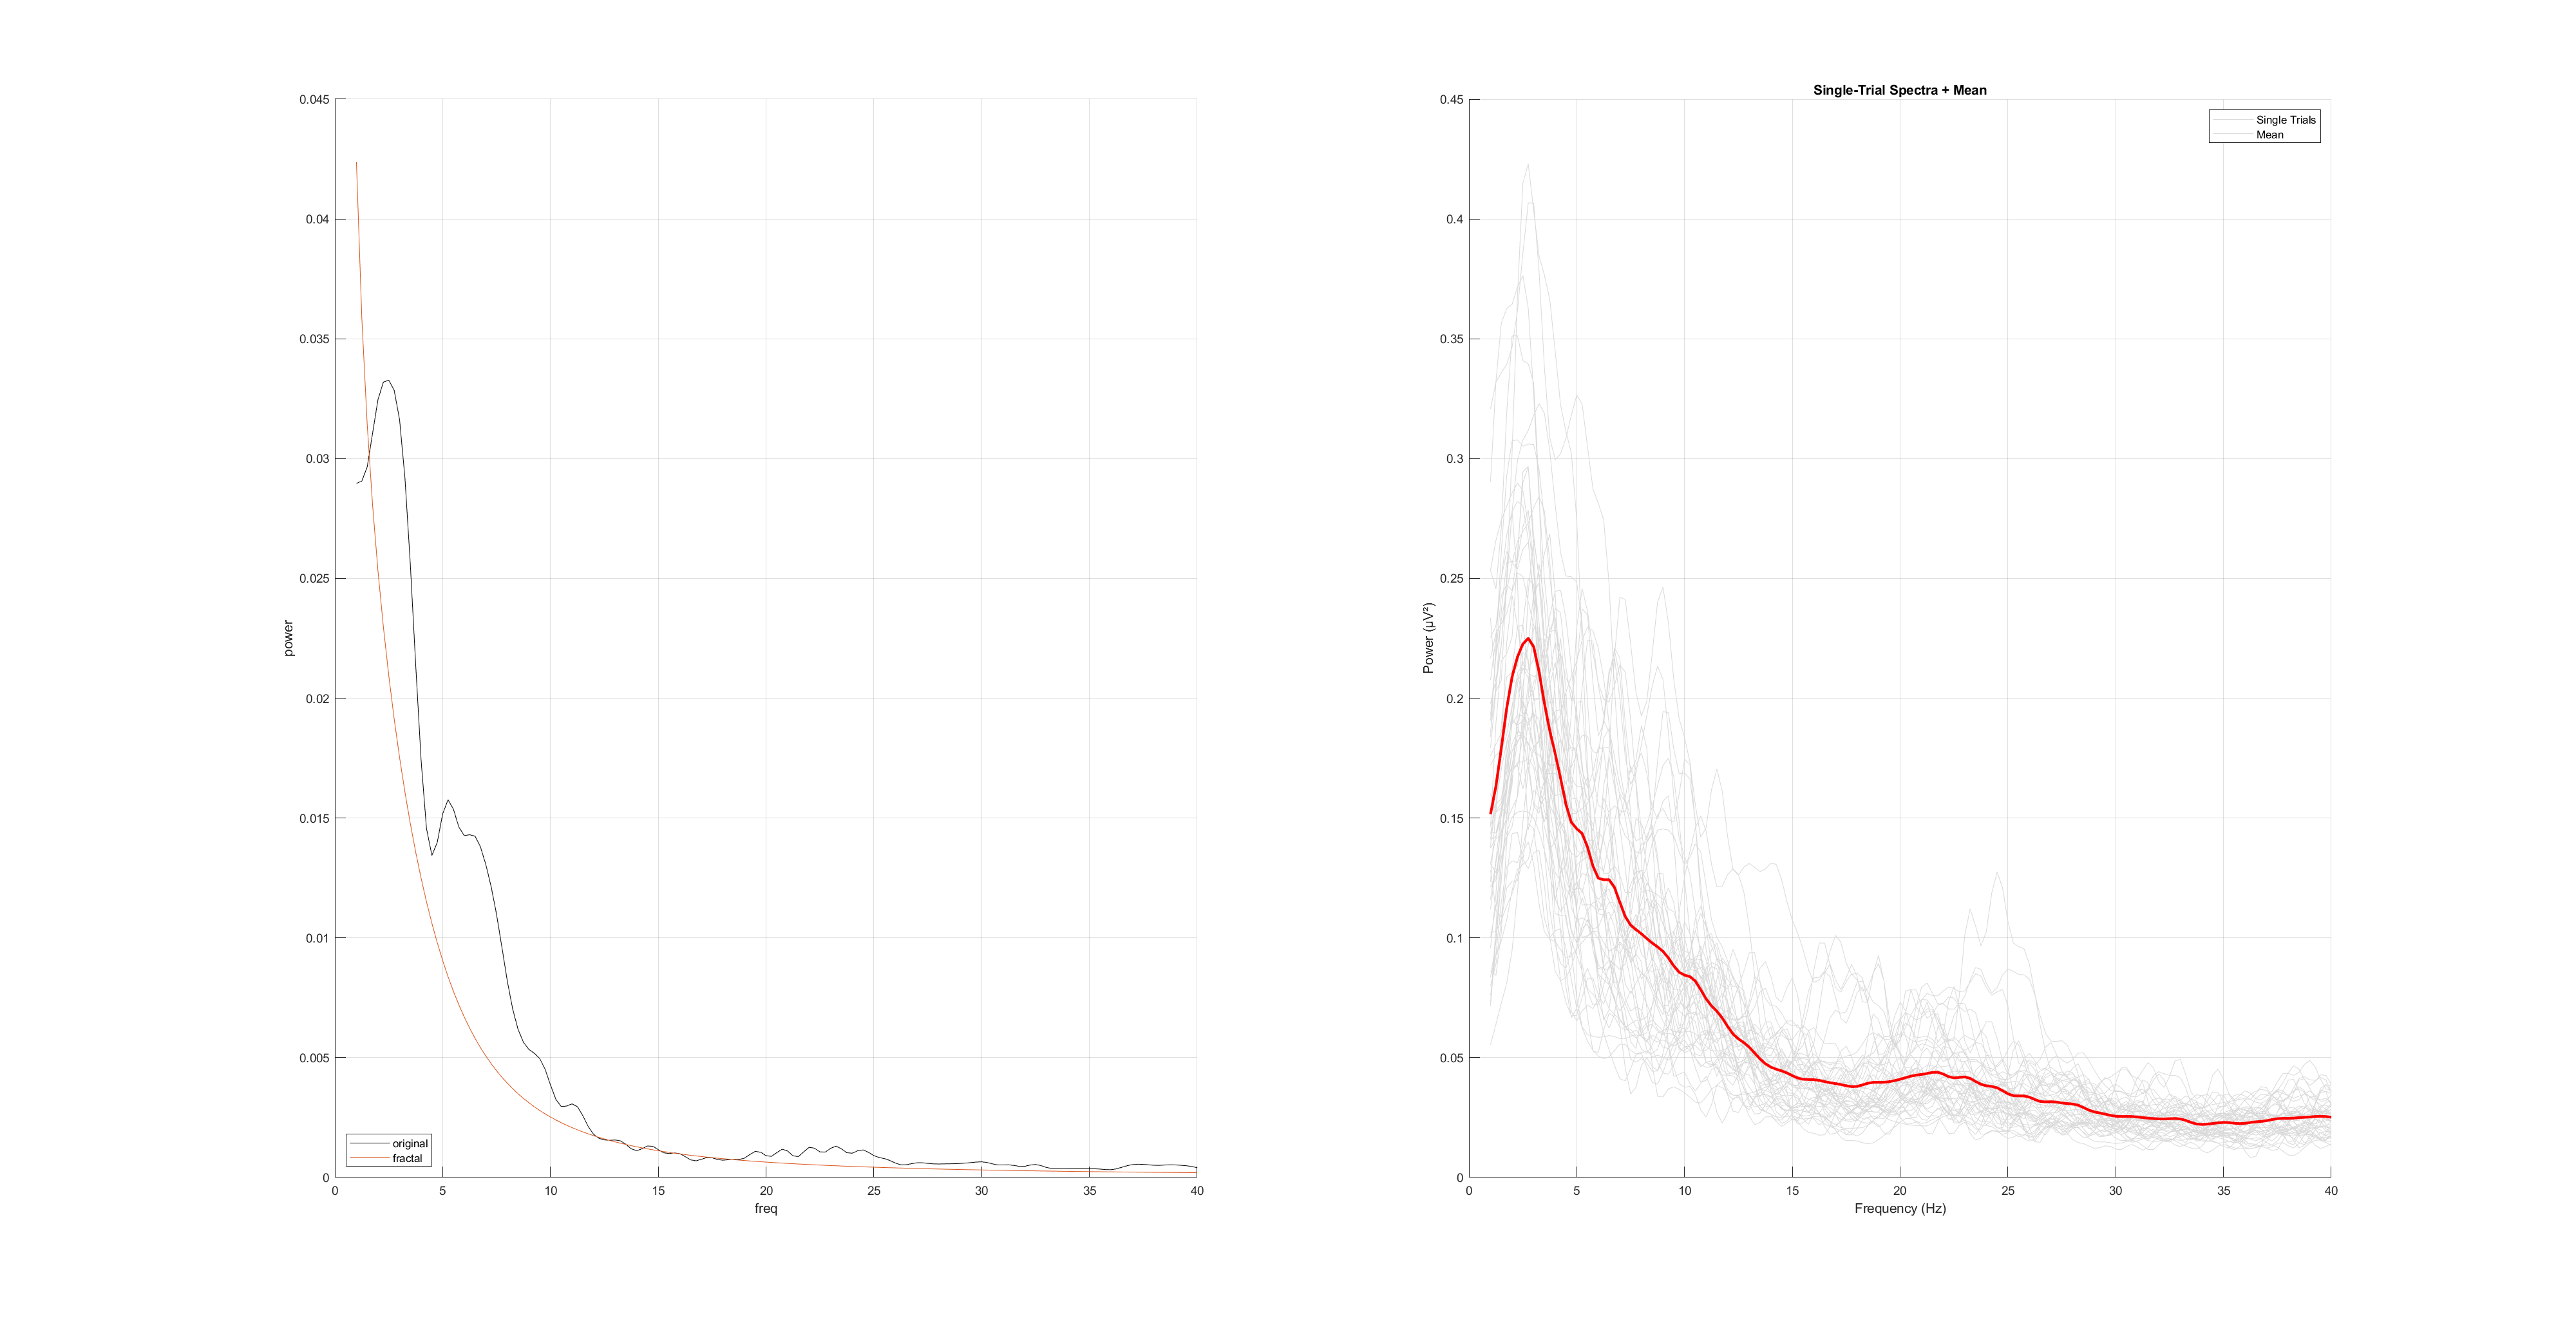 0.045
0.04
0.035
0.03
0.025
0.02
0.015
0.01
0.005
0
power
original
fractal
0 5 10 15 20 25 30 35 40
freq
Single-Trial Spectra + Mean
Single Trials
Mean
0.45
0.4
0.35
0.3
0.25
0.2
0.15
0.1
0.05
0
Power (µV²)
0 5 10 15 20 25 30 35 40
Frequency (Hz)